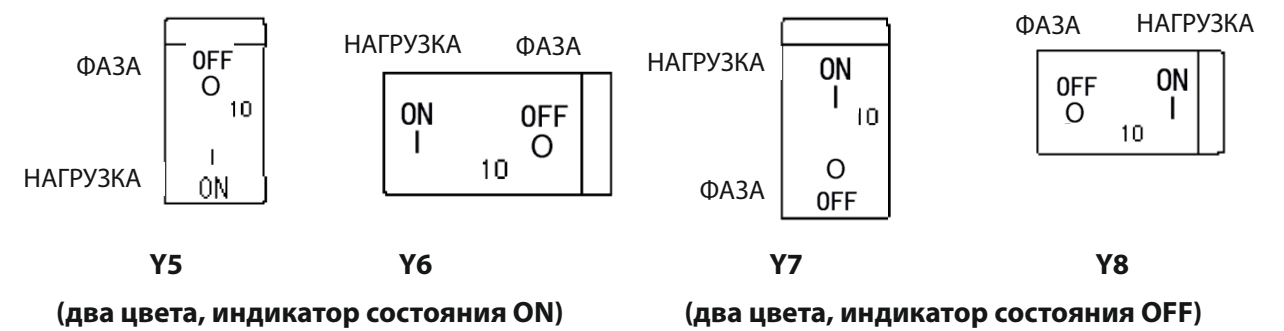 ФАЗА
OFF
O
10
I
ON
НАГРУЗКА
Y5
НАГРУЗКА ФАЗА
ON OFF
I O
10
Y6
(два цвета, индикатор состояния ON)
НАГРУЗКА
ON
I
10
O
OFF
ФАЗА
Y7
ФАЗА НАГРУЗКА
OFF ON
O I
10
Y8
(два цвета, индикатор состояния OFF)